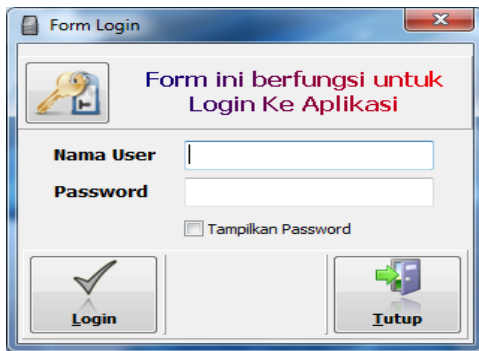 Form Login
Form ini berfungsi untuk
Login Ke Aplikasi
Nama User
Password
Tampilkan Password
Login
Tutup